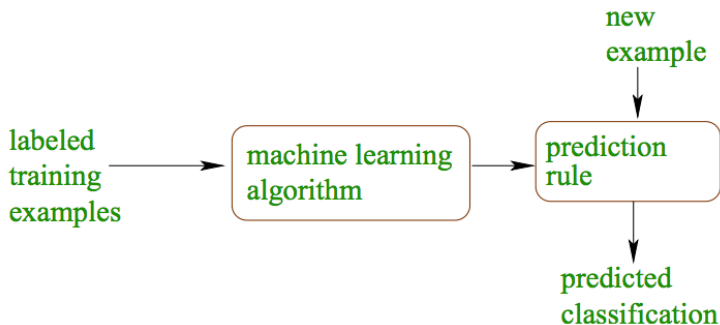 new
example
labeled
training
examples
machine learning
algorithm
prediction
rule
predicted
classification